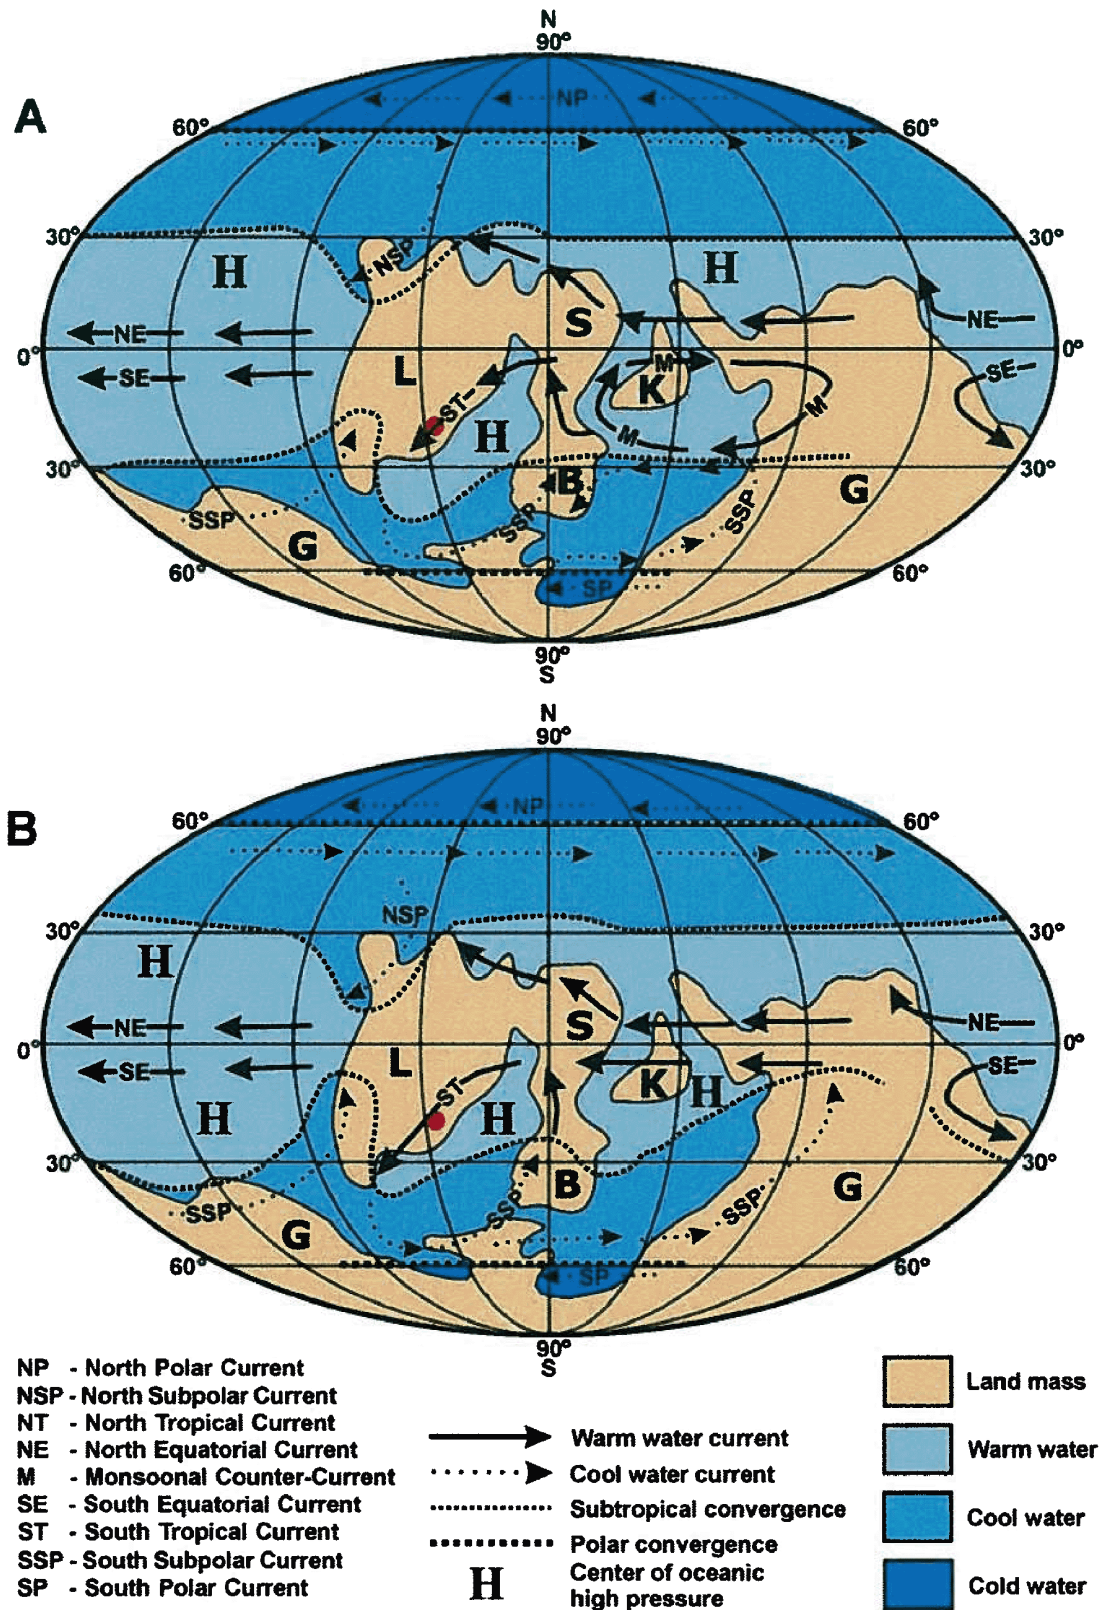 N
90°
A
NP
60°
60°
30°
NSP
30°
H
H
S
NE
NE
0°
0°
L
M
K
SE
SE
ST
M
H
M
30°
30°
B
G
SSP
SSP
SSP
G
60°
60°
SP
90°
S
N
90°
B
NP
60°
60°
NSP
30°
30°
H
NE
S
NE
0°
0°
L
SE
SE
K
H
ST
H
H
30°
30°
B
G
SSP
SSP
SSP
G
60°
60°
SP
90°
S
NP - North Polar Current
NSP - North Subpolar Current
NT - North Tropical Current
NE - North Equatorial Current
M - Monsoonal Counter-Current
SE - South Equatorial Current
ST - South Tropical Current
SSP - South Subpolar Current
SP - South Polar Current
Warm water current
Cool water current
Subtropical convergence
Polar convergence
H
Center of oceanic
high pressure
Land mass
Warm water
Cool water
Cold water